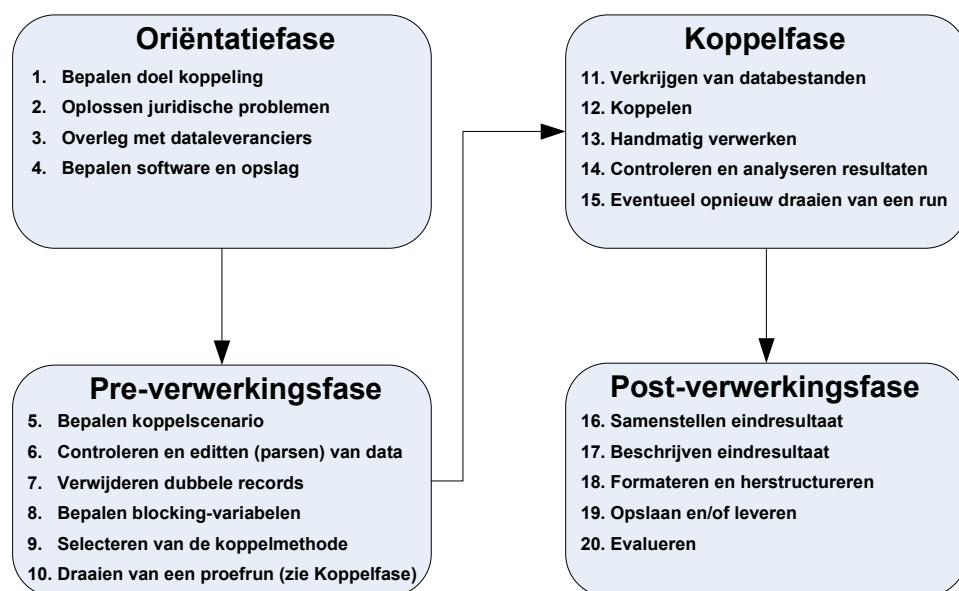 Oriëntatiefase
1. Bepalen doel koppeling
2. Oplossen juridische problemen
3. Overleg met dataleveranciers
4. Bepalen software en opslag
Pre-verwerkingsfase
5. Bepalen koppelscenario
6. Controleren en editten (parsen) van data
7. Verwijderen dubbele records
8. Bepalen blocking-variabelen
9. Selecteren van de koppelmethode
10. Draaien van een proefrun (zie Koppelfase)
Koppelfase
11. Verkrijgen van databestanden
12. Koppelen
13. Handmatig verwerken
14. Controleren en analyseren resultaten
15. Eventueel opnieuw draaien van een run
Post-verwerkingsfase
16. Samenstellen eindresultaat
17. Beschrijven eindresultaat
18. Formateren en herstructureren
19. Opslaan en/of leveren
20. Evalueren